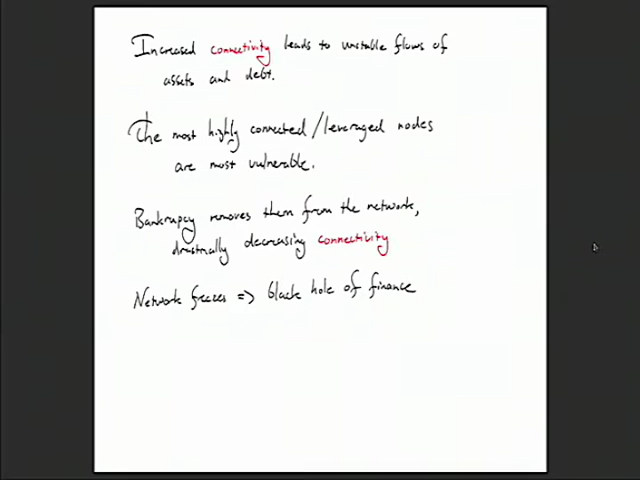 Increased connectivity leads to unstable flows of
assets and debt.
The most highly connected/leveraged nodes
are most vulnerable.
Bankrupcy removes them from the network,
drastically decreasing connectivity
Network freezes => black hole of finance